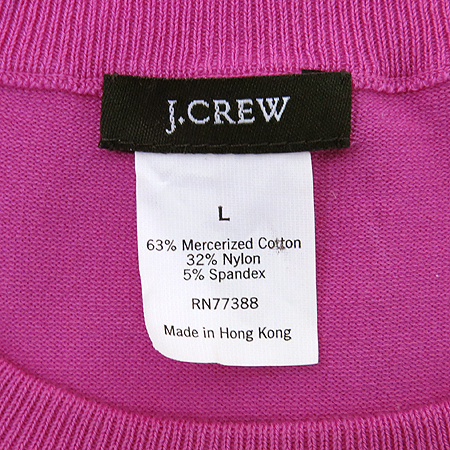 J.CREW
L
63% Mercerized Cotton
32% Nylon
5% Spandex
RN77388
Made in Hong Kong